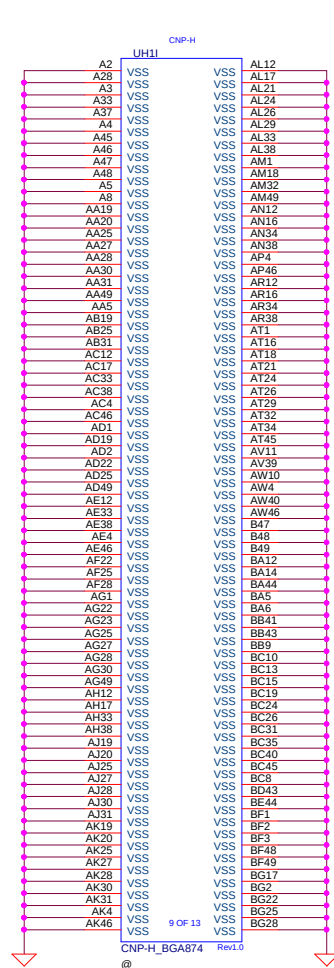 CNP-H
UH1I
A2 VSS VSS AL12
A28 VSS VSS AL17
A3 VSS VSS AL21
A33 VSS VSS AL24
A37 VSS VSS AL26
A4 VSS VSS AL29
A45 VSS VSS AL33
A46 VSS VSS AL38
A47 VSS VSS AM1
A48 VSS VSS AM18
A5 VSS VSS AM32
A8 VSS VSS AM49
AA19 VSS VSS AN12
AA20 VSS VSS AN16
AA25 VSS VSS AN34
AA27 VSS VSS AN38
AA28 VSS VSS AP4
AA30 VSS VSS AP46
AA31 VSS VSS AR12
AA49 VSS VSS AR16
AA5 VSS VSS AR34
AB19 VSS VSS AR38
AB25 VSS VSS AT1
AB31 VSS VSS AT16
AC12 VSS VSS AT18
AC17 VSS VSS AT21
AC33 VSS VSS AT24
AC38 VSS VSS AT26
AC4 VSS VSS AT29
AC46 VSS VSS AT32
AD1 VSS VSS AT34
AD19 VSS VSS AT45
AD2 VSS VSS AV11
AD22 VSS VSS AV39
AD25 VSS VSS AW10
AD49 VSS VSS AW4
AE12 VSS VSS AW40
AE33 VSS VSS AW46
AE38 VSS VSS B47
AE4 VSS VSS B48
AE46 VSS VSS B49
AF22 VSS VSS BA12
AF25 VSS VSS BA14
AF28 VSS VSS BA44
AG1 VSS VSS BA5
AG22 VSS VSS BA6
AG23 VSS VSS BB41
AG25 VSS VSS BB43
AG27 VSS VSS BB9
AG28 VSS VSS BC10
AG30 VSS VSS BC13
AG49 VSS VSS BC15
AH12 VSS VSS BC19
AH17 VSS VSS BC24
AH33 VSS VSS BC26
AH38 VSS VSS BC31
AJ19 VSS VSS BC35
AJ20 VSS VSS BC40
AJ25 VSS VSS BC45
AJ27 VSS VSS BC8
AJ28 VSS VSS BD43
AJ30 VSS VSS BE44
AJ31 VSS VSS BF1
AK19 VSS VSS BF2
AK20 VSS VSS BF3
AK25 VSS VSS BF48
AK27 VSS VSS BF49
AK28 VSS VSS BG17
AK30 VSS VSS BG2
AK31 VSS VSS BG22
AK4 VSS VSS BG25
AK46 VSS 9 OF 13 VSS BG28
CNP-H_BGA874 Rev1.0
@